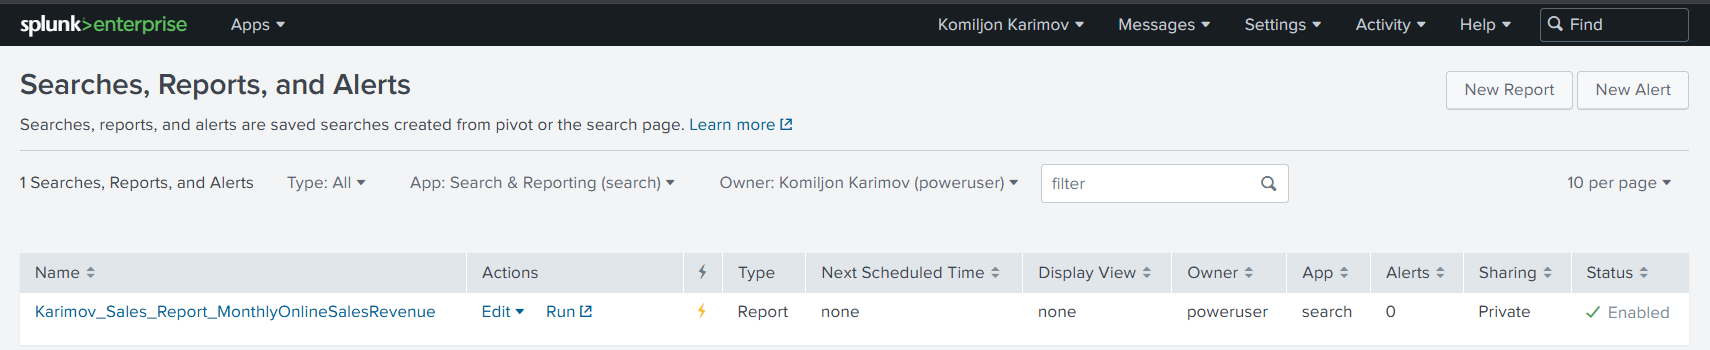 splunk>enterprise Apps Komiljon Karimov Messages Settings Activity Help Find
Searches, Reports, and Alerts
New Report New Alert
Searches, reports, and alerts are saved searches created from pivot or the search page. Learn more
1 Searches, Reports, and Alerts Type: All App: Search & Reporting (search) Owner: Komiljon Karimov (poweruser) filter 10 per page
Name Actions Type Next Scheduled Time Display View Owner App Alerts Sharing Status
Karimov_Sales_Report_MonthlyOnlineSalesRevenue Edit Run Report none none poweruser search 0 Private Enabled